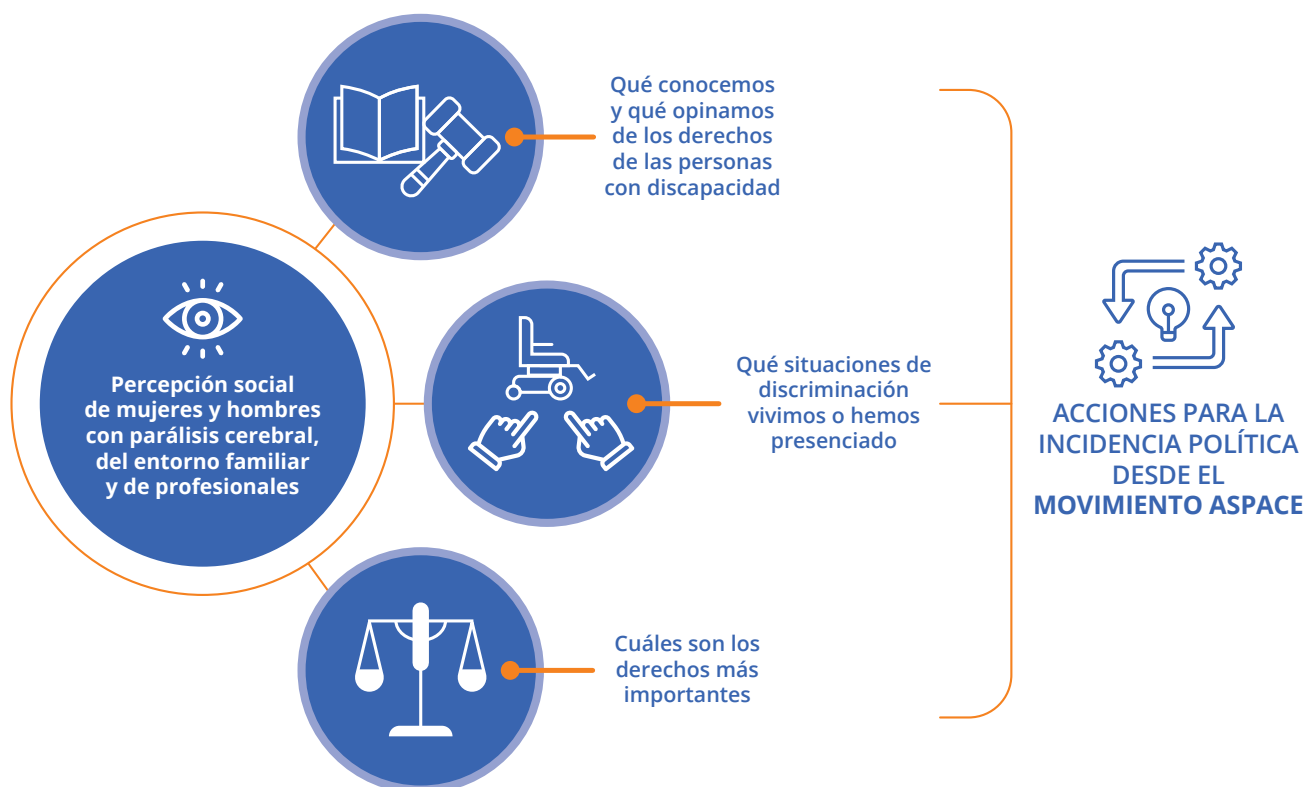 Qué conocemos
y qué opinamos
de los derechos
de las personas
con discapacidad
Percepción social
de mujeres y hombres
con parálisis cerebral,
del entorno familiar
y de profesionales
Qué situaciones de
discriminación
vivimos o hemos
presenciado
Cuáles son los
derechos más
importantes
ACCIONES PARA LA
INCIDENCIA POLÍTICA
DESDE EL
MOVIMIENTO ASPACE